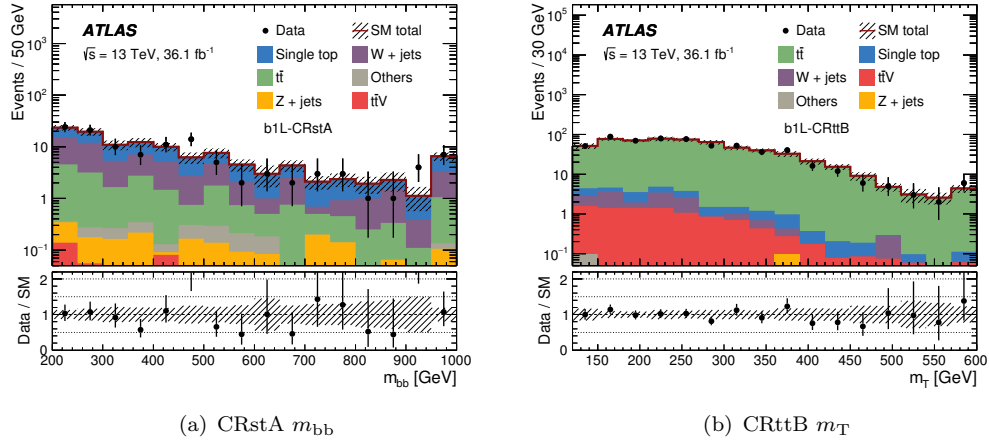 ATLAS
√s = 13 TeV, 36.1 fb⁻¹
Data
SM total
Single top
W + jets
tt̄
Others
Z + jets
tt̄V
b1L-CRstA
Events / 50 GeV
10³
10²
10
1
10⁻¹
Data / SM
2
1
0
200 300 400 500 600 700 800 900 1000
m_bb [GeV]
(a) CRstA m_bb
ATLAS
√s = 13 TeV, 36.1 fb⁻¹
Data
SM total
tt̄
Single top
W + jets
tt̄V
Others
Z + jets
b1L-CRttB
Events / 30 GeV
10⁵
10⁴
10³
10²
10
1
10⁻¹
Data / SM
2
1
0
150 200 250 300 350 400 450 500 550 600
m_T [GeV]
(b) CRttB m_T